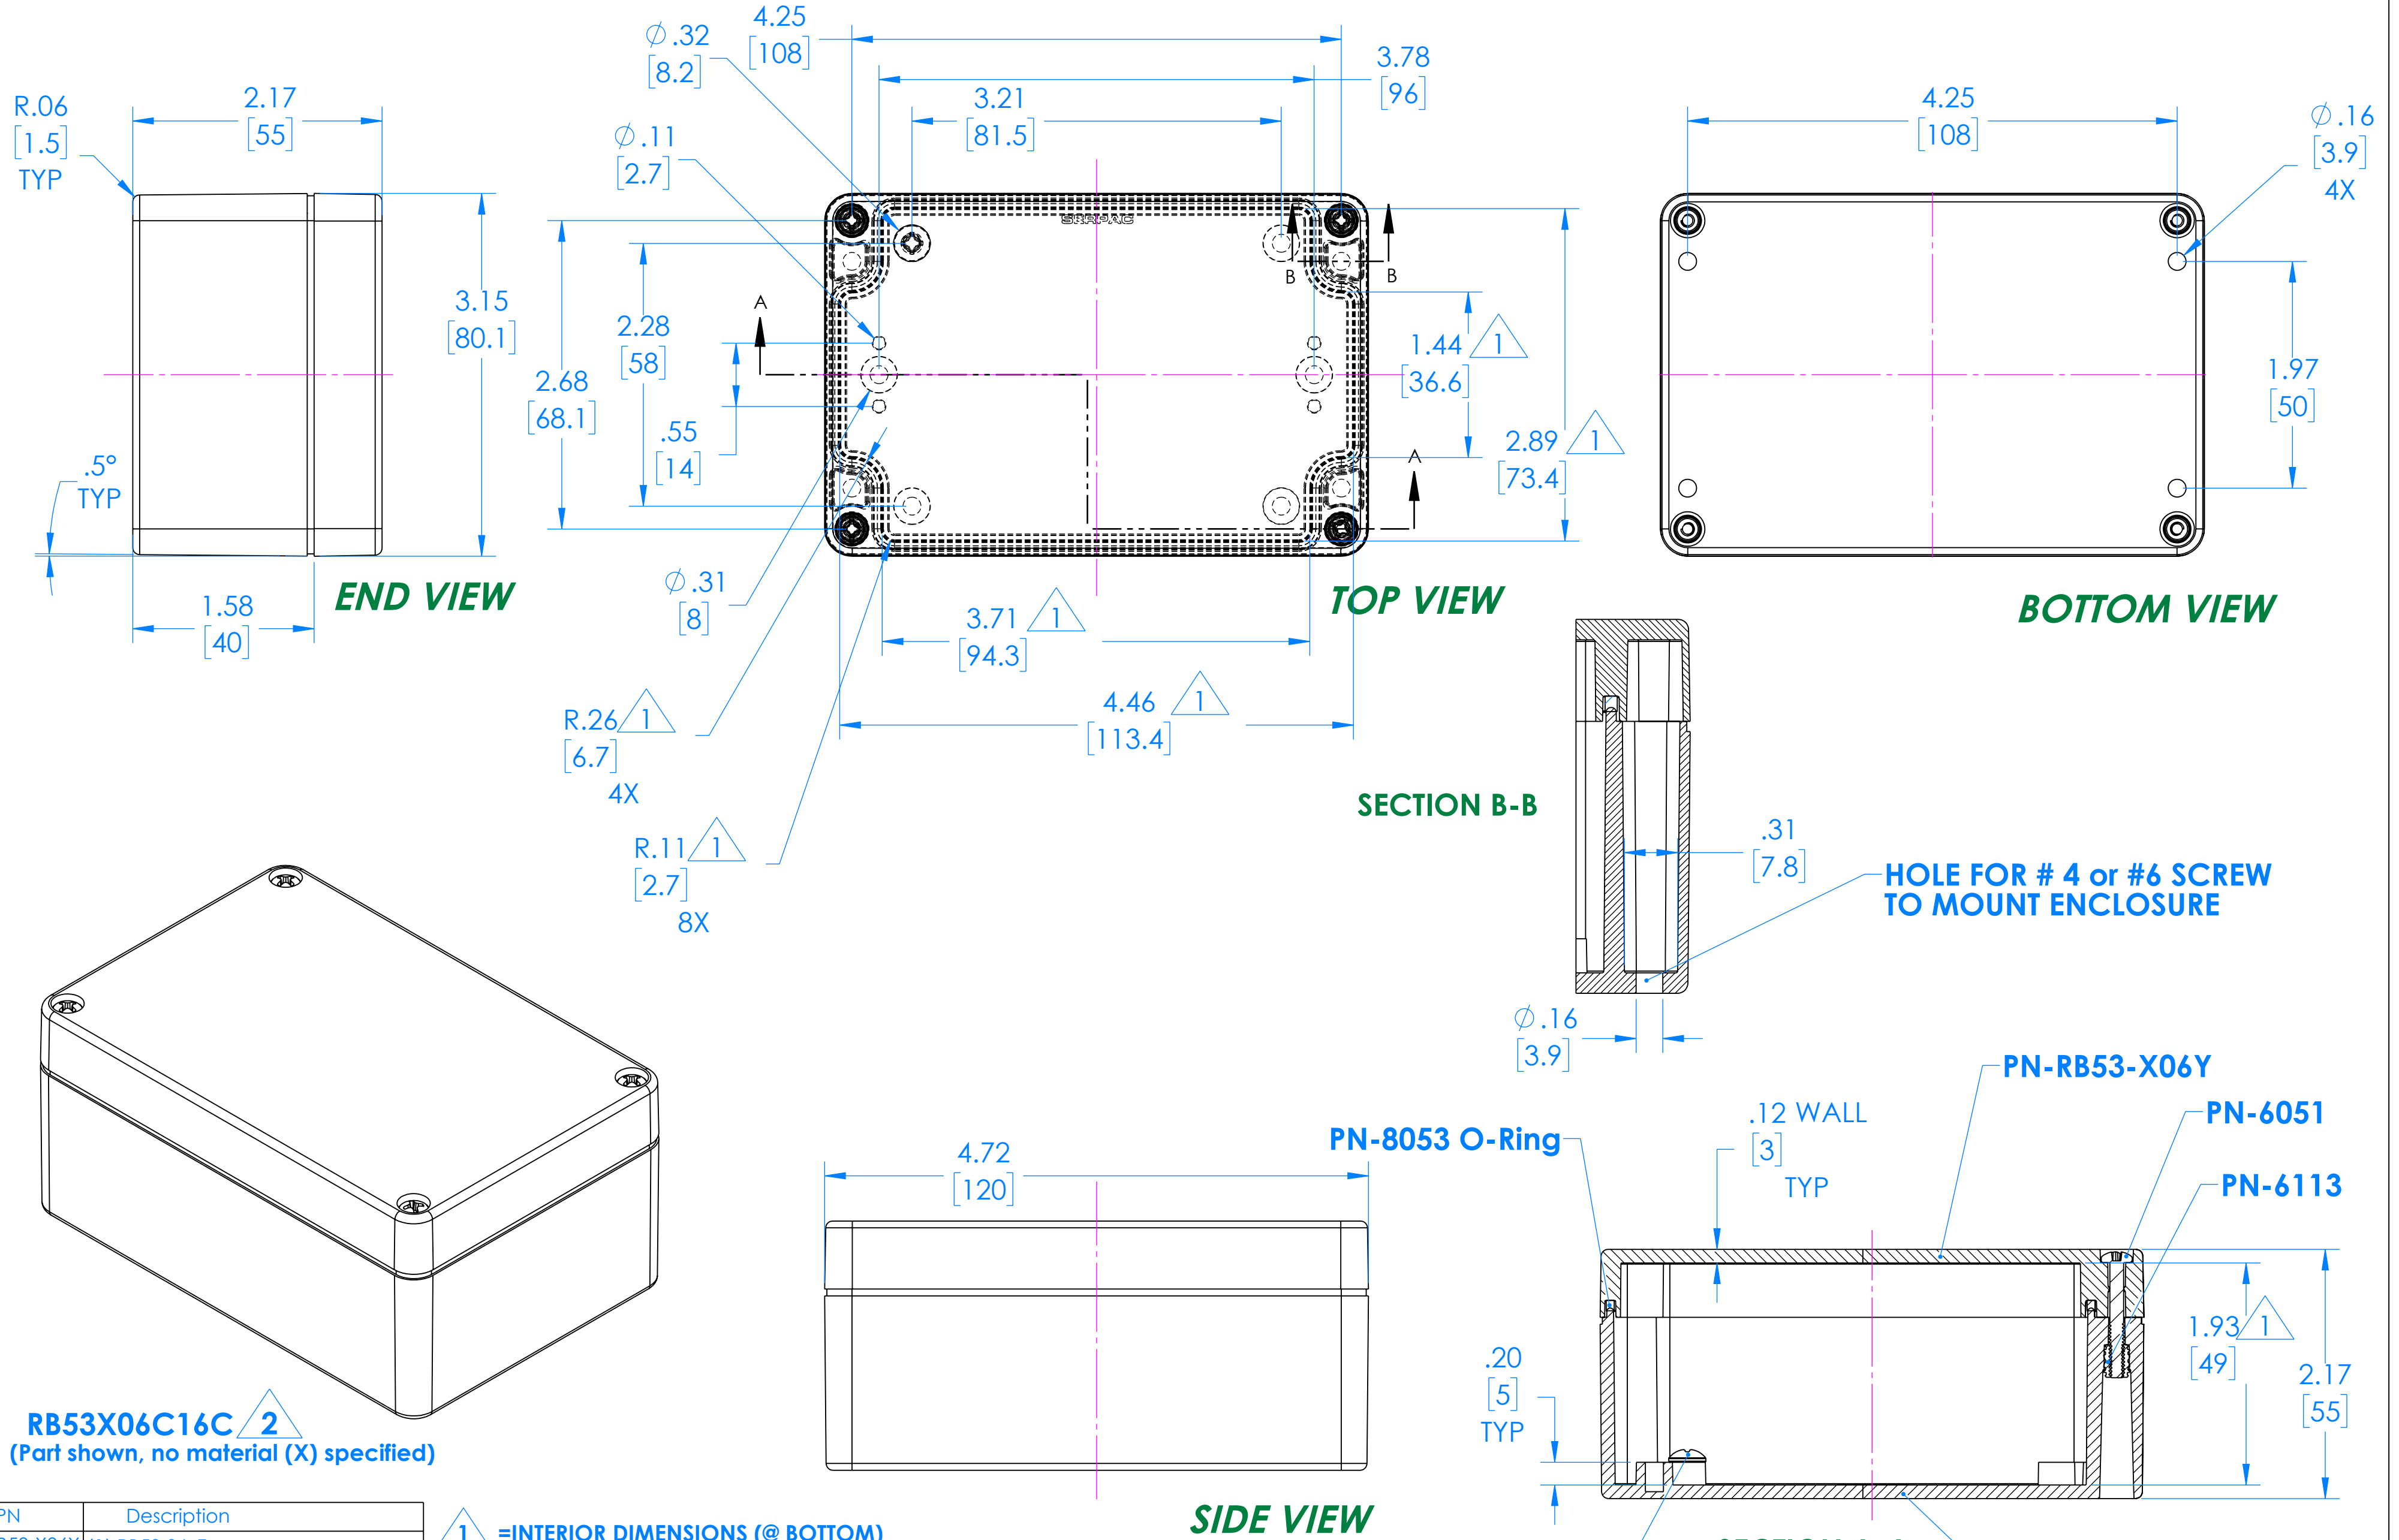 R.06
[1.5]
TYP
2.17
[55]
3.15
[80.1]
.5°
TYP
1.58
[40]
END VIEW
4.25
[108]
Ø .32
[8.2]
3.78
[96]
3.21
[81.5]
Ø .11
[2.7]
SERPAC
B
B
A
A
2.28
[58]
2.68
[68.1]
.55
[14]
1.44 1
[36.6]
2.89 1
[73.4]
Ø .31
[8]
3.71 1
[94.3]
4.46 1
[113.4]
R.26 1
[6.7]
4X
R.11 1
[2.7]
8X
TOP VIEW
4.25
[108]
Ø .16
[3.9]
4X
1.97
[50]
BOTTOM VIEW
SECTION B-B
.31
[7.8]
HOLE FOR # 4 or #6 SCREW
TO MOUNT ENCLOSURE
Ø .16
[3.9]
RB53X06C16C 2
(Part shown, no material (X) specified)
4.72
[120]
SIDE VIEW
PN-RB53-X06Y
.12 WALL
[3]
TYP
PN-6051
PN-8053 O-Ring
PN-6113
1.93 1
[49]
2.17
[55]
.20
[5]
TYP
PN
Description
1 =INTERIOR DIMENSIONS (@ BOTTOM)